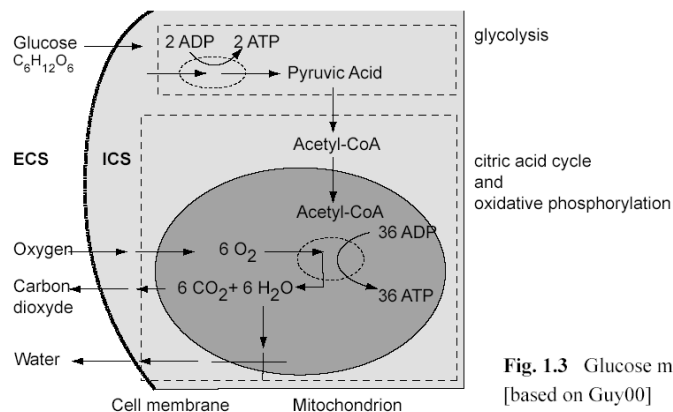 Glucose
C₆H₁₂O₆
2 ADP 2 ATP
Pyruvic Acid
glycolysis
ECS ICS
Acetyl-CoA
Acetyl-CoA
citric acid cycle
and
oxidative phosphorylation
36 ADP
36 ATP
Oxygen
6 O₂
Carbon
dioxyde
6 CO₂+ 6 H₂O
Water
Cell membrane Mitochondrion
Fig. 1.3 Glucose m
[based on Guy00]